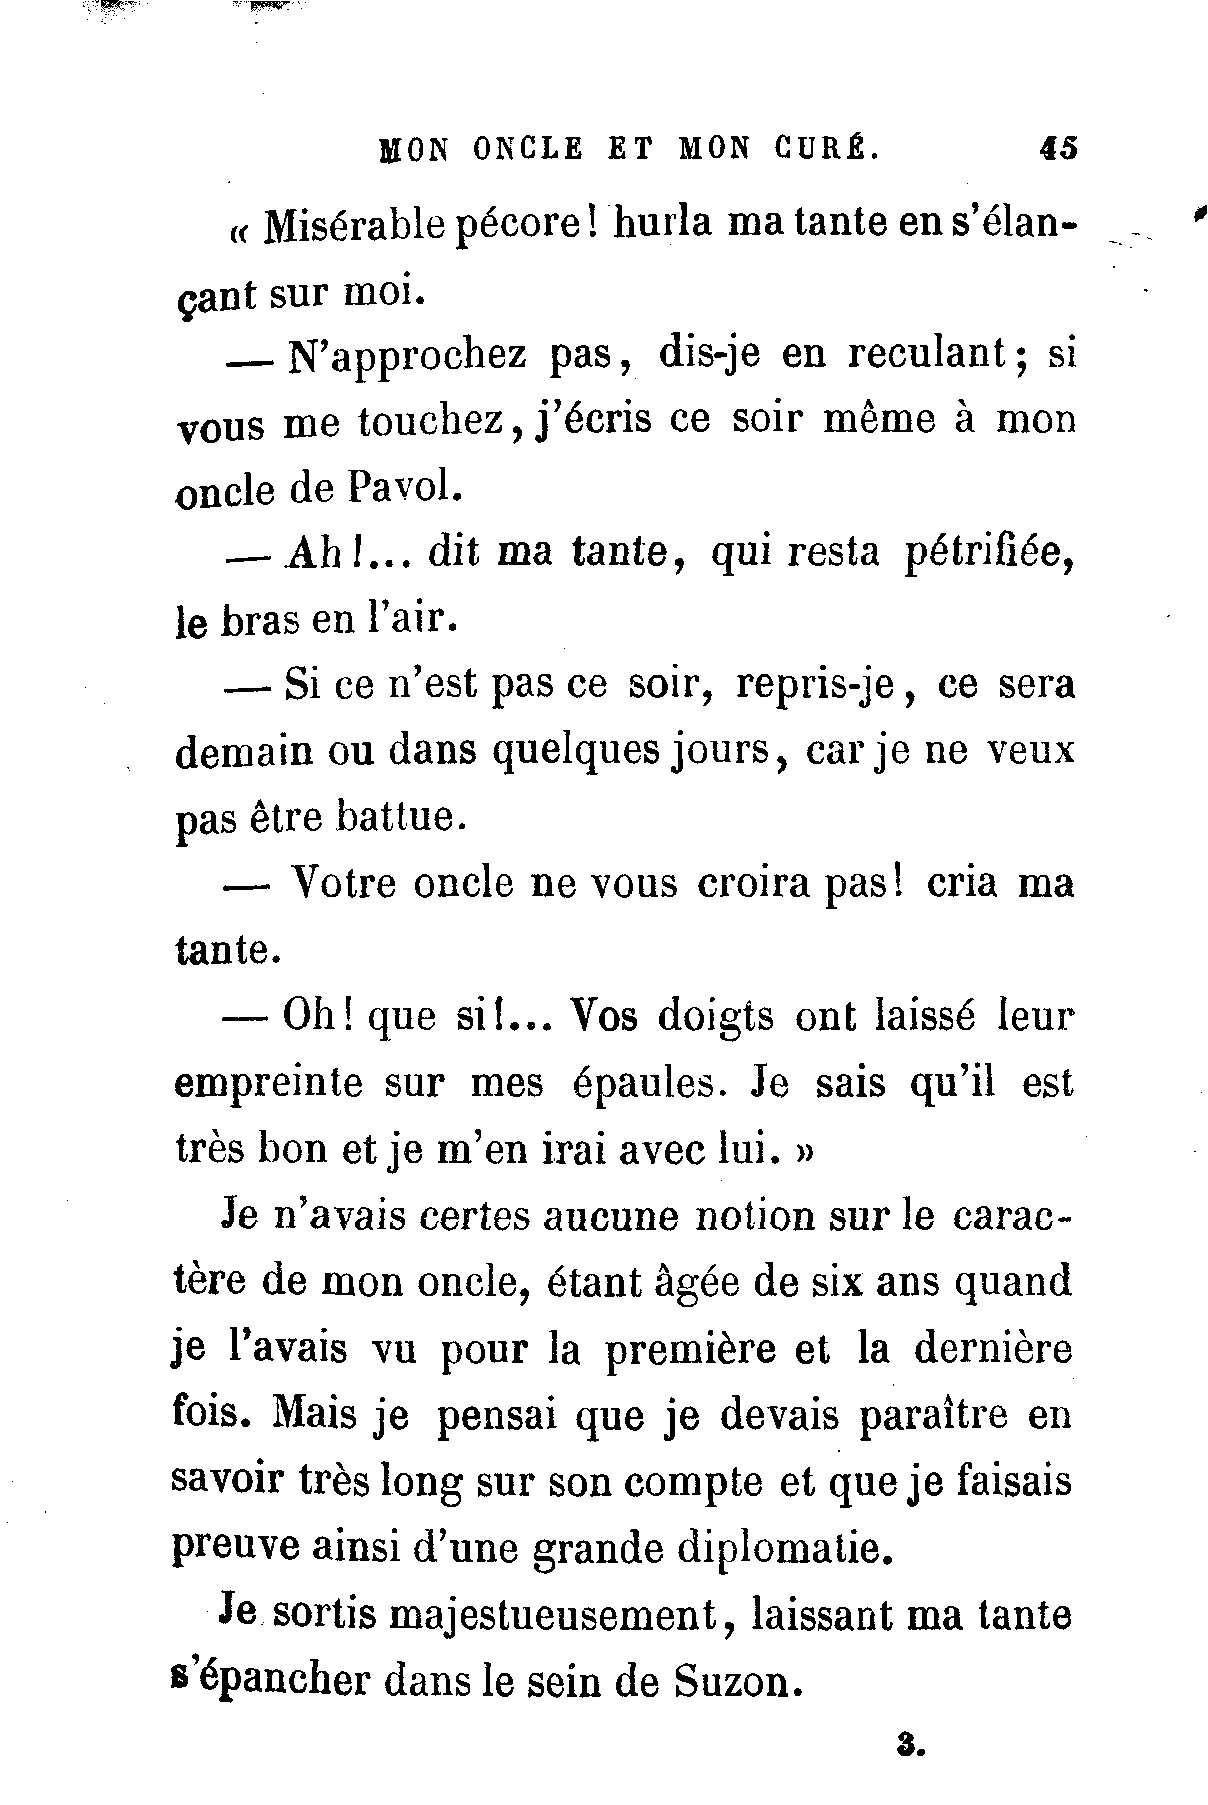 MON ONCLE ET MON CURÉ. 45
« Misérable pécore! hurla ma tante en s'élan-
çant sur moi.
— N'approchez pas, dis-je en reculant; si
vous me touchez, j'écris ce soir même à mon
oncle de Pavol.
— Ah!... dit ma tante, qui resta pétrifiée,
le bras en l'air.
— Si ce n'est pas ce soir, repris-je, ce sera
demain ou dans quelques jours, car je ne veux
pas être battue.
— Votre oncle ne vous croira pas! cria ma
tante.
— Oh! que si!... Vos doigts ont laissé leur
empreinte sur mes épaules. Je sais qu'il est
très bon et je m'en irai avec lui. »
Je n'avais certes aucune notion sur le carac-
tère de mon oncle, étant âgée de six ans quand
je l'avais vu pour la première et la dernière
fois. Mais je pensai que je devais paraître en
savoir très long sur son compte et que je faisais
preuve ainsi d'une grande diplomatie.
Je sortis majestueusement, laissant ma tante
s'épancher dans le sein de Suzon.
3.